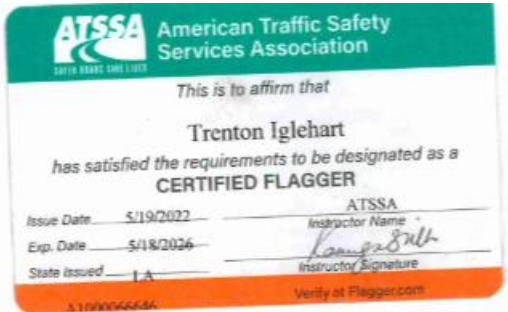 ATSSA
SAFER ROADS SAVE LIVES
American Traffic Safety
Services Association
This is to affirm that
Trenton Iglehart
has satisfied the requirements to be designated as a
CERTIFIED FLAGGER
Issue Date 5/19/2022
ATSSA
Instructor Name
Exp. Date 5/18/2026
Instructor Signature
State Issued LA
A1000066646
Verify at Flagger.com